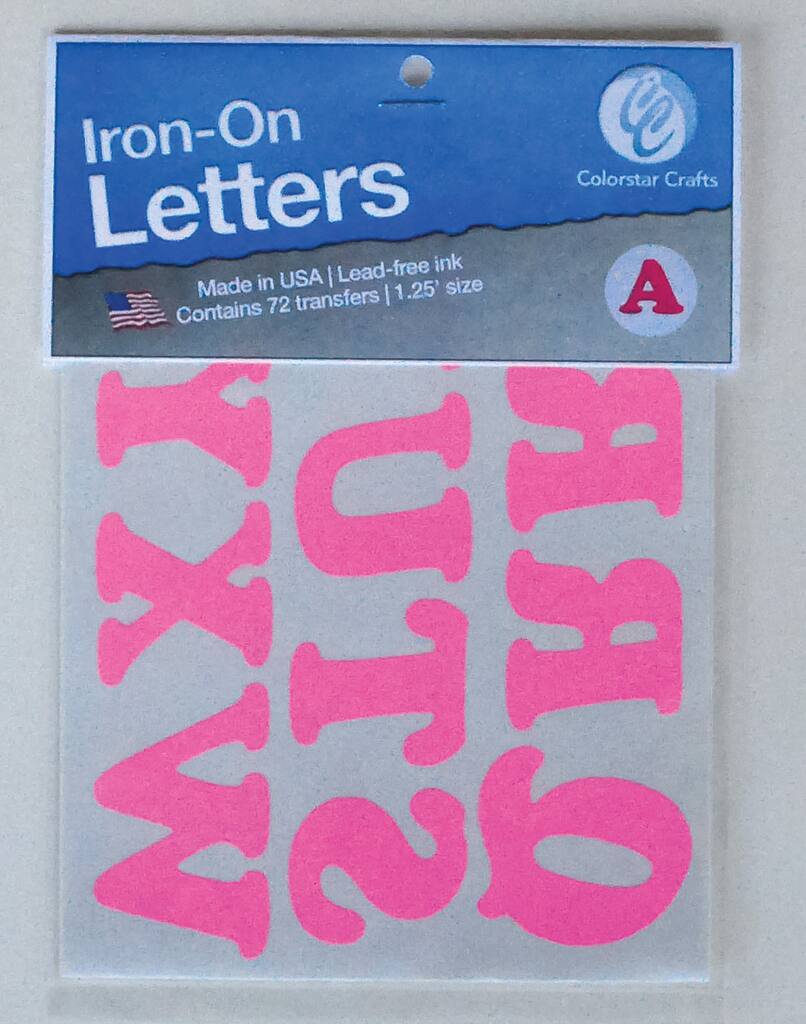 Iron-On
Letters
Colorstar Crafts
Made in USA | Lead-free ink
Contains 72 transfers | 1.25' size
A
Q R R
S T U
W X Y